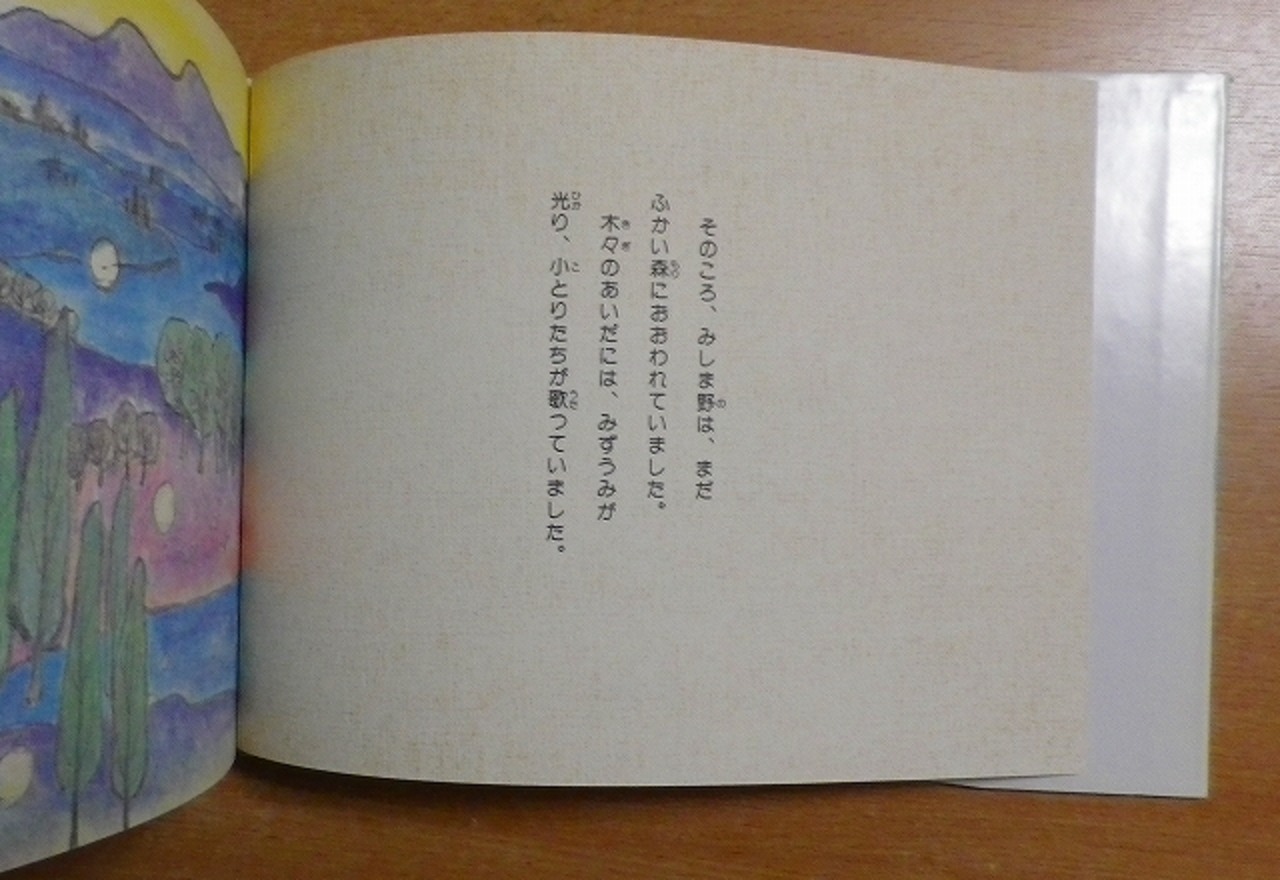 そのころ、みしま野は、まだ
ふかい森におおわれていました。
木々のあいだには、みずうみが
光り、小とりたちが歌つていました。